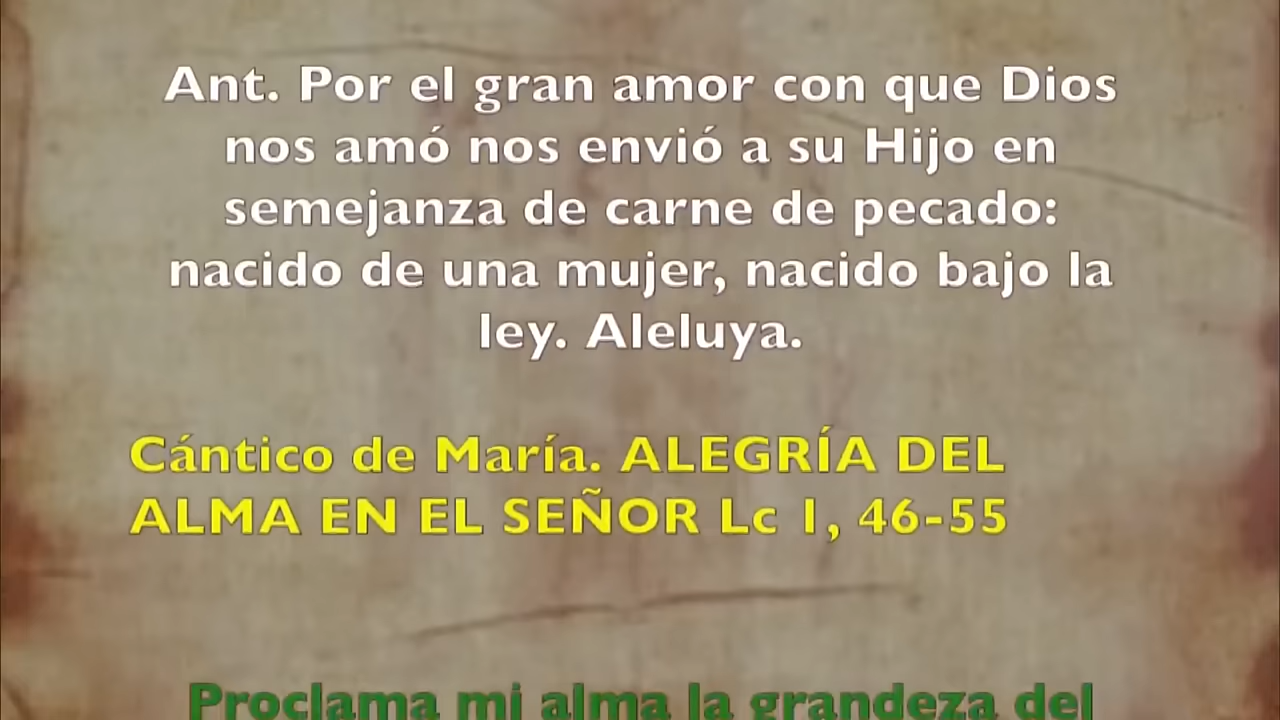 Ant. Por el gran amor con que Dios
nos amó nos envió a su Hijo en
semejanza de carne de pecado:
nacido de una mujer, nacido bajo la
ley. Aleluya.
Cántico de María. ALEGRÍA DEL
ALMA EN EL SEÑOR Lc 1, 46-55
Proclama mi alma la grandeza del